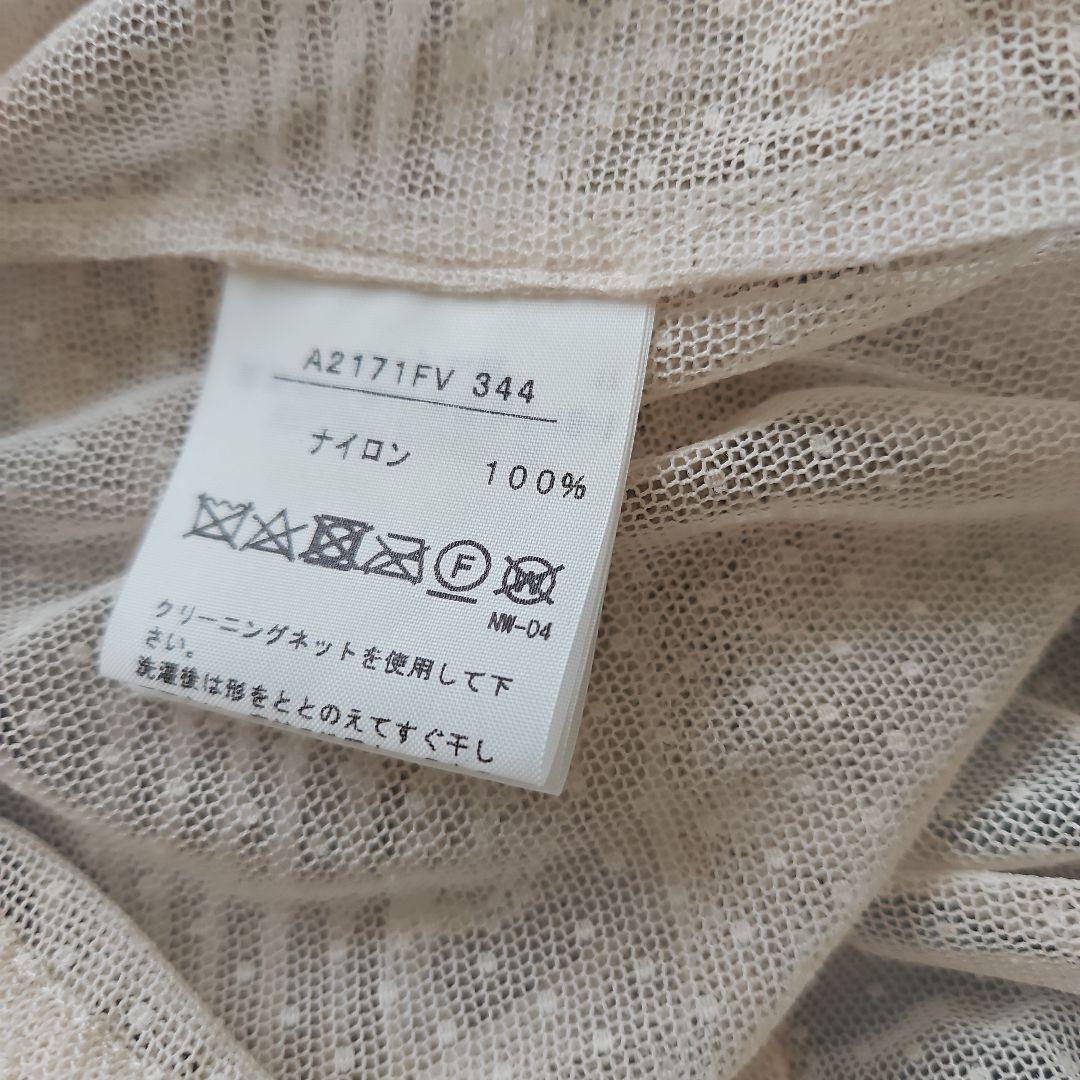 A2171FV 344
ナイロン 100%
F W
NW-04
クリーニングネットを使用して下
さい。
洗濯後は形をととのえてすぐ干し